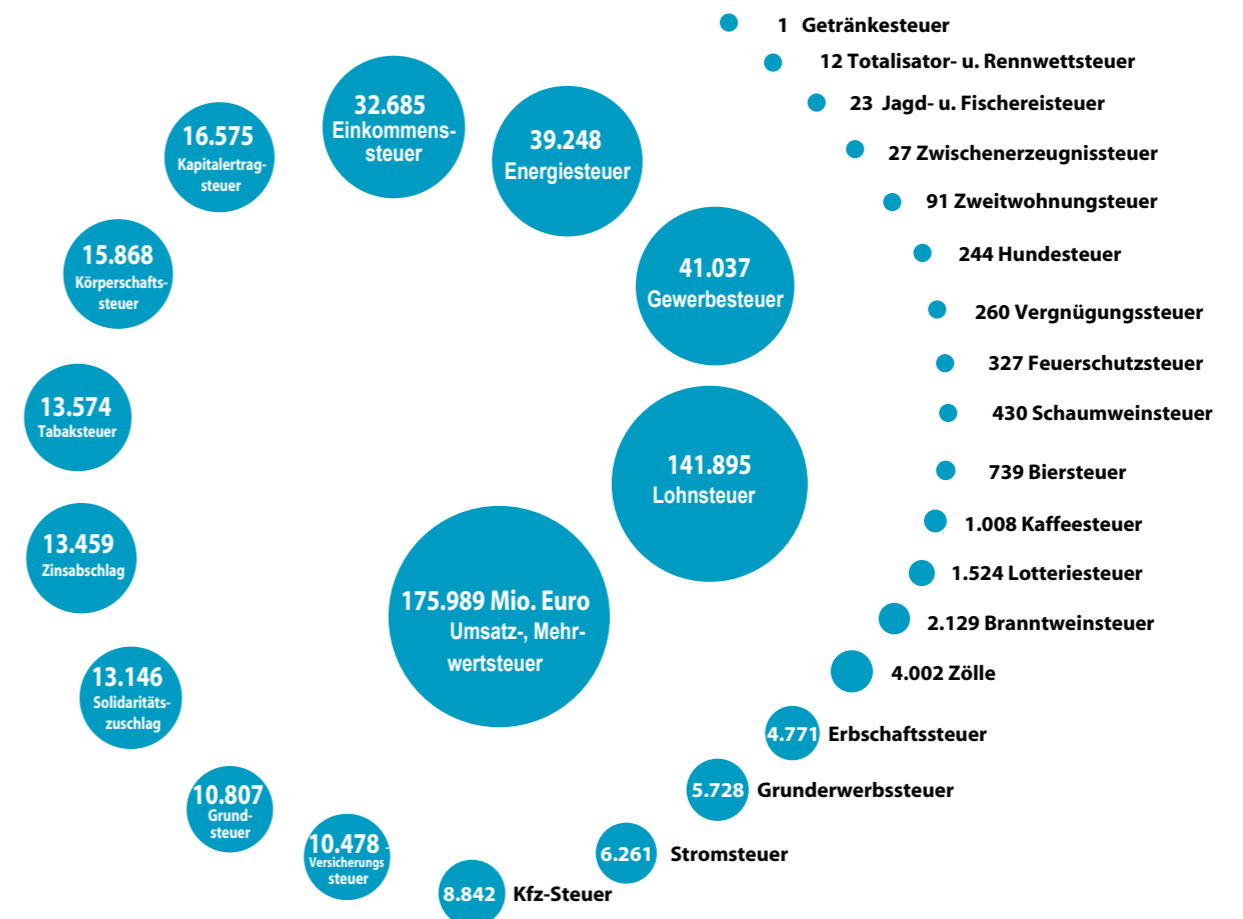 1 Getränkesteuer
12 Totalisator- u. Rennwettsteuer
23 Jagd- u. Fischereisteuer
27 Zwischenerzeugnissteuer
91 Zweitwohnungsteuer
244 Hundesteuer
260 Vergnügungssteuer
327 Feuerschutzsteuer
430 Schaumweinsteuer
739 Biersteuer
1.008 Kaffeesteuer
1.524 Lotteriesteuer
2.129 Branntweinsteuer
4.002 Zölle
4.771 Erbschaftssteuer
5.728 Grunderwerbssteuer
6.261 Stromsteuer
8.842 Kfz-Steuer
10.478 -
Versicherungs
steuer
10.807
Grund-
steuer
13.146
Solidaritäts-
zuschlag
13.459
Zinsabschlag
13.574
Tabaksteuer
15.868
Körperschafts-
steuer
16.575
Kapitalertrag-
steuer
32.685
Einkommens-
steuer
39.248
Energiesteuer
41.037
Gewerbesteuer
141.895
Lohnsteuer
175.989 Mio. Euro
Umsatz-, Mehr-
wertsteuer